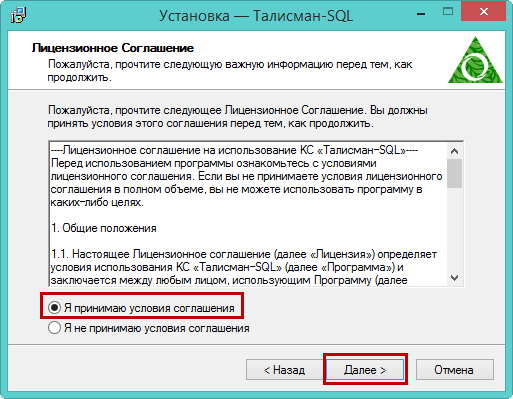 Установка — Талисман-SQL
Лицензионное Соглашение
Пожалуйста, прочтите следующую важную информацию перед тем, как
продолжить.
Пожалуйста, прочтите следующее Лицензионное Соглашение. Вы должны
принять условия этого соглашения перед тем, как продолжить.
----Лицензионное соглашение на использование КС «Талисман-SQL»----
Перед использованием программы ознакомьтесь с условиями
лицензионного соглашения. Если вы не принимаете условия лицензионного
соглашения в полном объеме, вы не можете использовать программу в
каких-либо целях.
1. Общие положения
1.1. Настоящее Лицензионное соглашение (далее «Лицензия») определяет
условия использования КС «Талисман-SQL» (далее «Программа») и
заключается между любым лицом, использующим Программу (далее
Я принимаю условия соглашения
Я не принимаю условия соглашения
< Назад
Далее >
Отмена